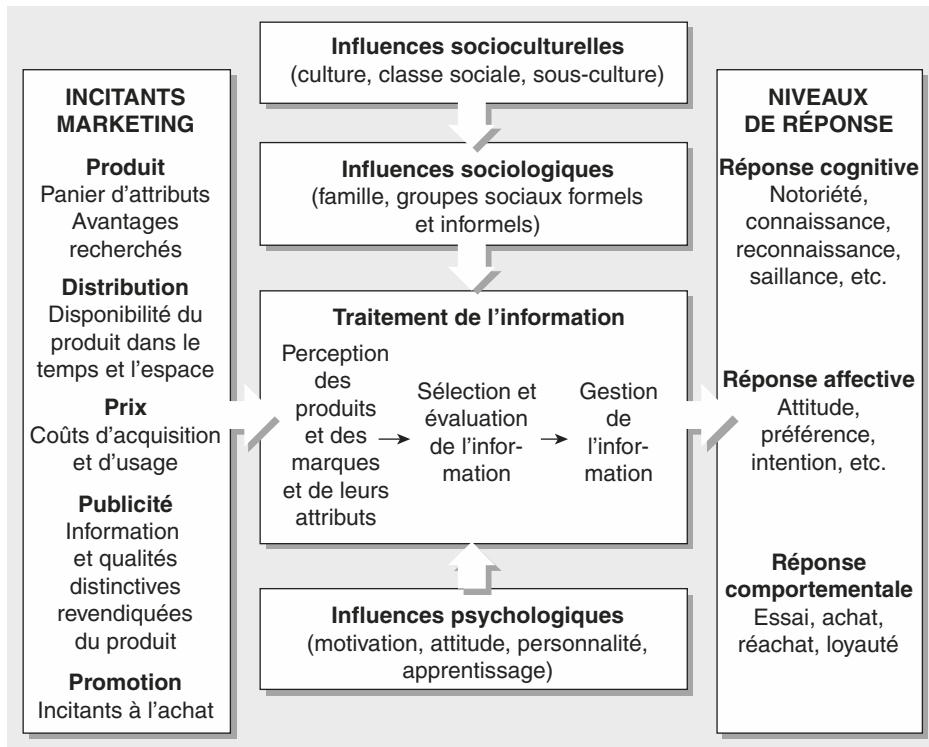 INCITANTS
MARKETING
Produit
Panier d'attributs
Avantages
recherchés
Distribution
Disponibilité du
produit dans le
temps et l'espace
Prix
Coûts d'acquisition
et d'usage
Publicité
Information
et qualités
distinctives
revendiquées
du produit
Promotion
Incitants à l'achat
Influences socioculturelles
(culture, classe sociale, sous-culture)
Influences sociologiques
(famille, groupes sociaux formels
et informels)
Traitement de l'information
Perception
des
produits
et des
marques
et de leurs
attributs
Sélection et
évaluation
de l'infor-
mation
Gestion
de
l'infor-
mation
Influences psychologiques
(motivation, attitude, personnalité,
apprentissage)
NIVEAUX
DE RÉPONSE
Réponse cognitive
Notoriété,
connaissance,
reconnaissance,
saillance, etc.
Réponse affective
Attitude,
préférence,
intention, etc.
Réponse
comportementale
Essai, achat,
réachat, loyauté